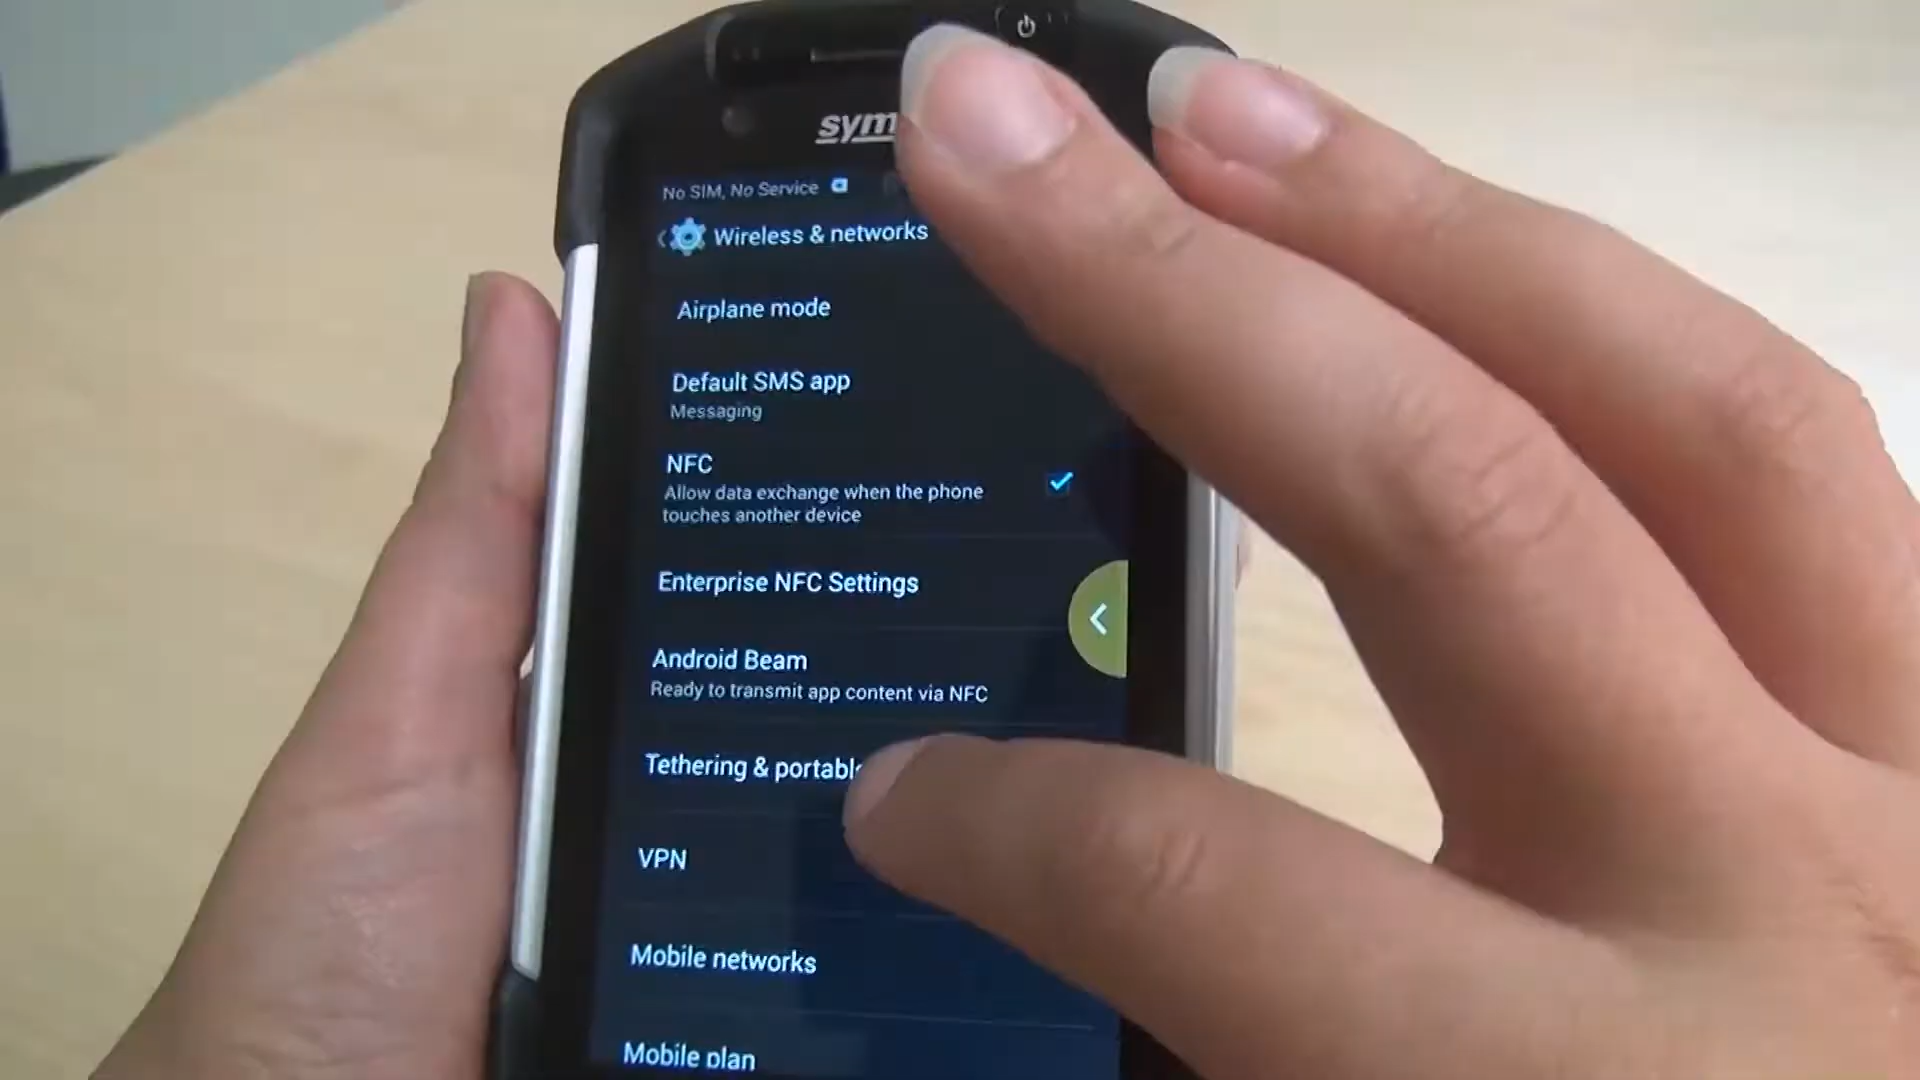 sym
No SIM, No Service
Wireless & networks
Airplane mode
Default SMS app
Messaging
NFC
Allow data exchange when the phone
touches another device
Enterprise NFC Settings
Android Beam
Ready to transmit app content via NFC
Tethering & portable
VPN
Mobile networks
Mobile plan